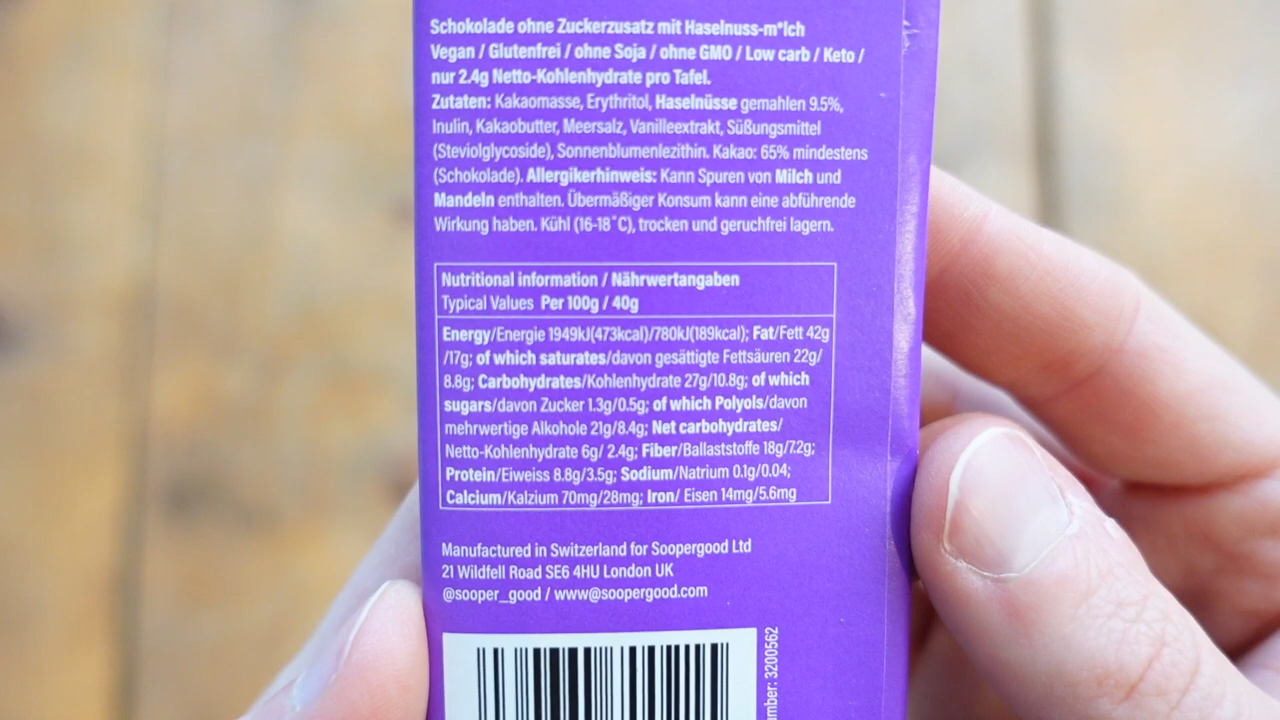 Schokolade ohne Zuckerzusatz mit Haselnuss-m*lch
Vegan / Glutenfrei / ohne Soja / ohne GMO / Low carb / Keto /
nur 2.4g Netto-Kohlenhydrate pro Tafel.
Zutaten: Kakaomasse, Erythritol, Haselnüsse gemahlen 9.5%,
Inulin, Kakaobutter, Meersalz, Vanilleextrakt, Süßungsmittel
(Steviolglycoside), Sonnenblumenlezithin. Kakao: 65% mindestens
(Schokolade). Allergikerhinweis: Kann Spuren von Milch und
Mandeln enthalten. Übermäßiger Konsum kann eine abführende
Wirkung haben. Kühl (16-18˚C), trocken und geruchfrei lagern.
Nutritional information / Nährwertangaben
Typical Values Per 100g / 40g
Energy/Energie 1949kJ(473kcal)/780kJ(189kcal); Fat/Fett 42g
/17g; of which saturates/davon gesättigte Fettsäuren 22g/
8.8g; Carbohydrates/Kohlenhydrate 27g/10.8g; of which
sugars/davon Zucker 1.3g/0.5g; of which Polyols/davon
mehrwertige Alkohole 21g/8.4g; Net carbohydrates/
Netto-Kohlenhydrate 6g/ 2.4g; Fiber/Ballaststoffe 18g/7.2g;
Protein/Eiweiss 8.8g/3.5g; Sodium/Natrium 0.1g/0.04;
Calcium/Kalzium 70mg/28mg; Iron/ Eisen 14mg/5.6mg
Manufactured in Switzerland for Soopergood Ltd
21 Wildfell Road SE6 4HU London UK
@sooper_good / www@soopergood.com
3200562